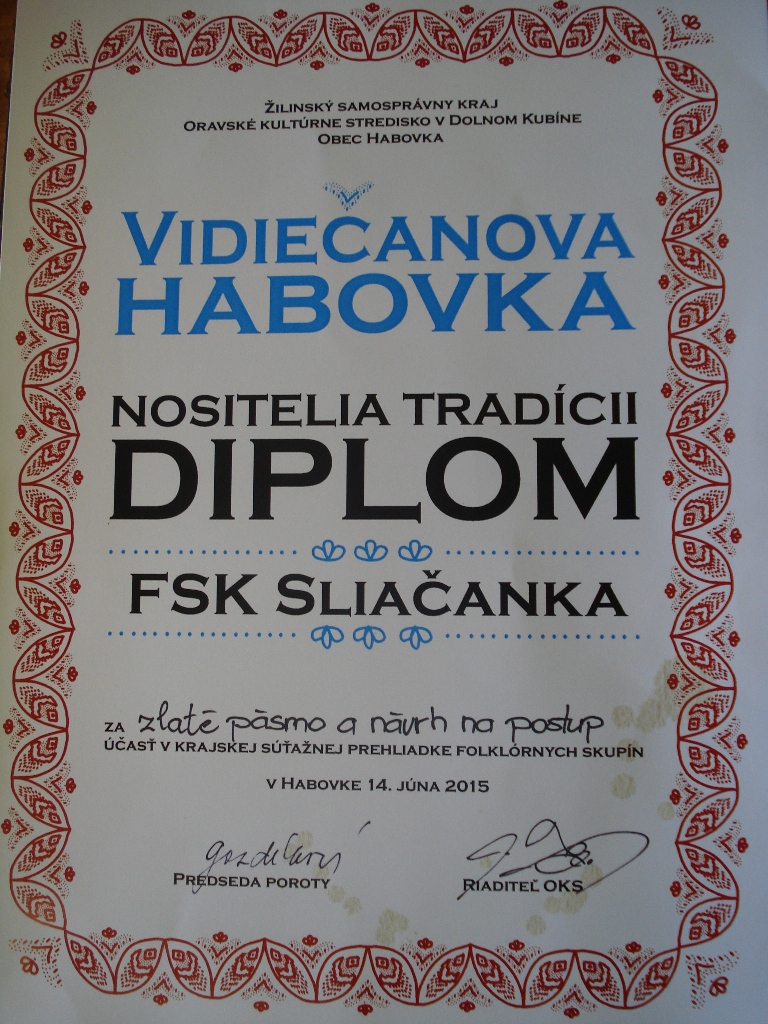 ŽILINSKÝ SAMOSPRÁVNY KRAJ
ORAVSKÉ KULTÚRNE STREDISKO V DOLNOM KUBÍNE
OBEC HABOVKA
VIDIEČANOVA
HABOVKA
NOSITELIA TRADÍCII
DIPLOM
FSK SLIAČANKA
ZA zlaté pásmo a návrh na postup
ÚČASŤ V KRAJSKEJ SÚŤAŽNEJ PREHLIADKE FOLKLÓRNYCH SKUPÍN
V HABOVKE 14. JÚNA 2015
PREDSEDA POROTY
RIADITEĽ OKS